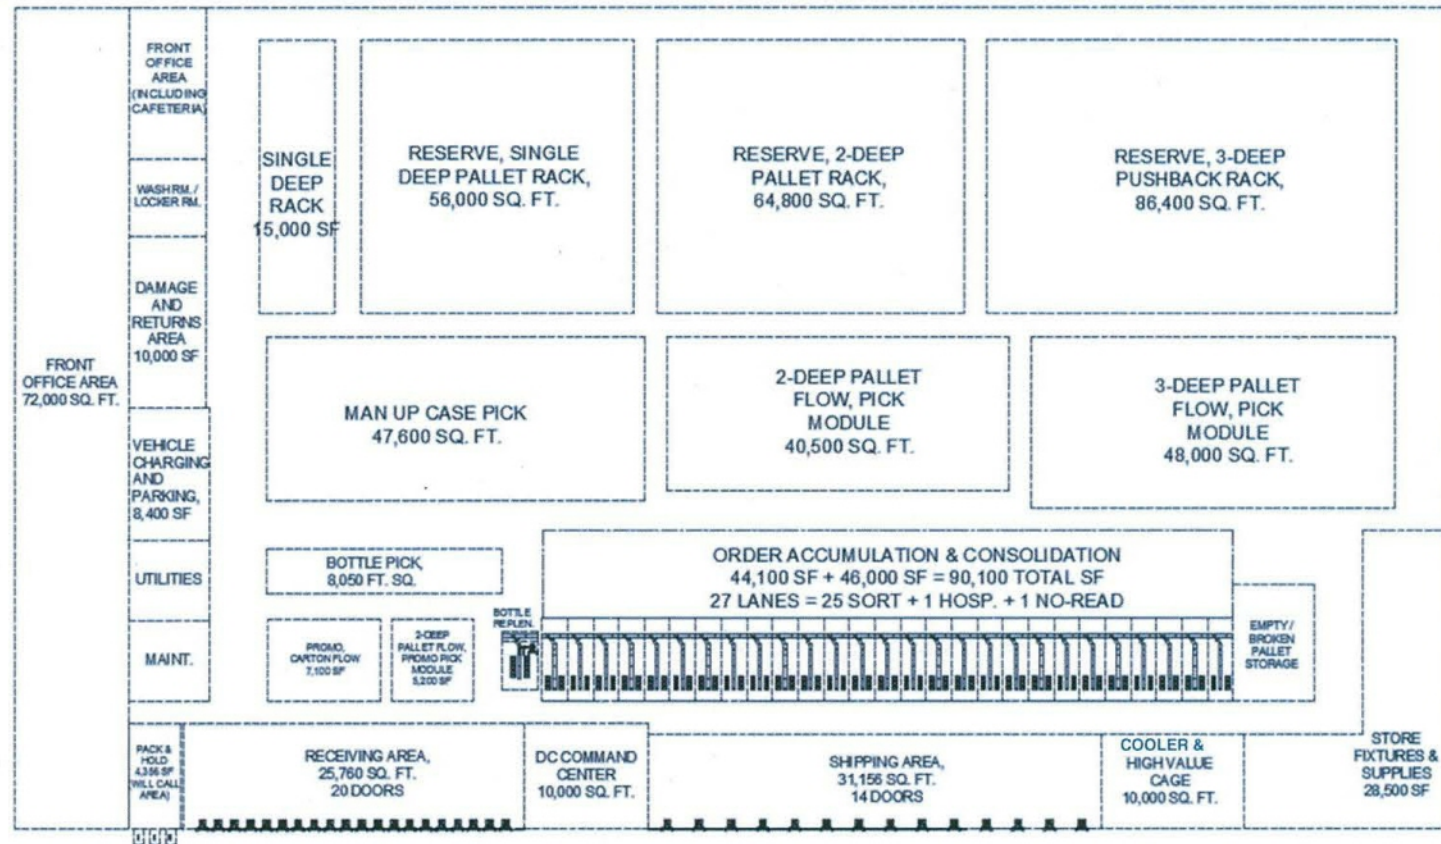 FRONT
OFFICE AREA
72,000 SQ. FT.
FRONT
OFFICE
AREA
(INCLUDING
CAFETERIA)
WASH RM. /
LOCKER RM.
DAMAGE
AND
RETURNS
AREA
10,000 SF
VEHICLE
CHARGING
AND
PARKING,
8,400 SF
UTILITIES
MAINT.
PACK &
HOLD
4,356 SF
(WILL CALL
AREA)
SINGLE
DEEP
RACK
15,000 SF
RESERVE, SINGLE
DEEP PALLET RACK,
56,000 SQ. FT.
RESERVE, 2-DEEP
PALLET RACK,
64,800 SQ. FT.
RESERVE, 3-DEEP
PUSHBACK RACK,
86,400 SQ. FT.
MAN UP CASE PICK
47,600 SQ. FT.
2-DEEP PALLET
FLOW, PICK
MODULE
40,500 SQ. FT.
3-DEEP PALLET
FLOW, PICK
MODULE
48,000 SQ. FT.
BOTTLE PICK,
8,050 FT. SQ.
ORDER ACCUMULATION & CONSOLIDATION
44,100 SF + 46,000 SF = 90,100 TOTAL SF
27 LANES = 25 SORT + 1 HOSP. + 1 NO-READ
PROMO,
CARTON FLOW
7,100 SF
2-DEEP
PALLET FLOW,
PROMO PICK
MODULE
5,200 SF
BOTTLE
REPLEN.
EMPTY /
BROKEN
PALLET
STORAGE
RECEIVING AREA,
25,760 SQ. FT.
20 DOORS
DC COMMAND
CENTER
10,000 SQ. FT.
SHIPPING AREA,
31,156 SQ. FT.
14 DOORS
COOLER &
HIGH VALUE
CAGE
10,000 SQ. FT.
STORE
FIXTURES &
SUPPLIES
28,500 SF